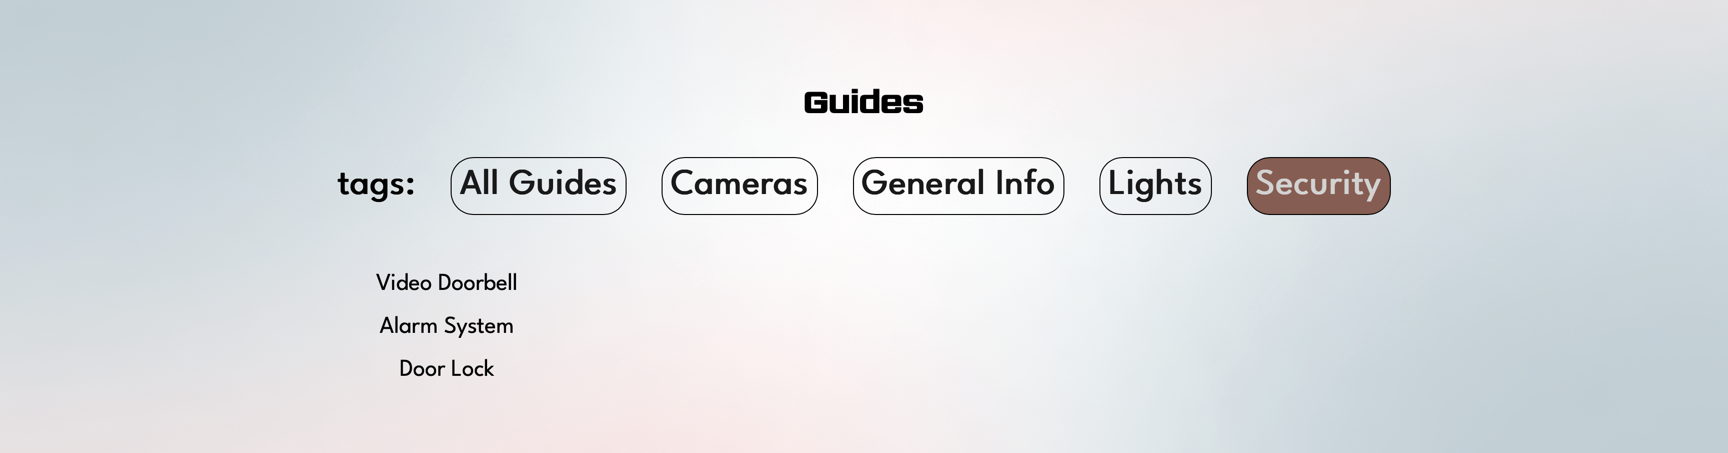 Guides
tags: All Guides Cameras General Info Lights Security
Video Doorbell
Alarm System
Door Lock